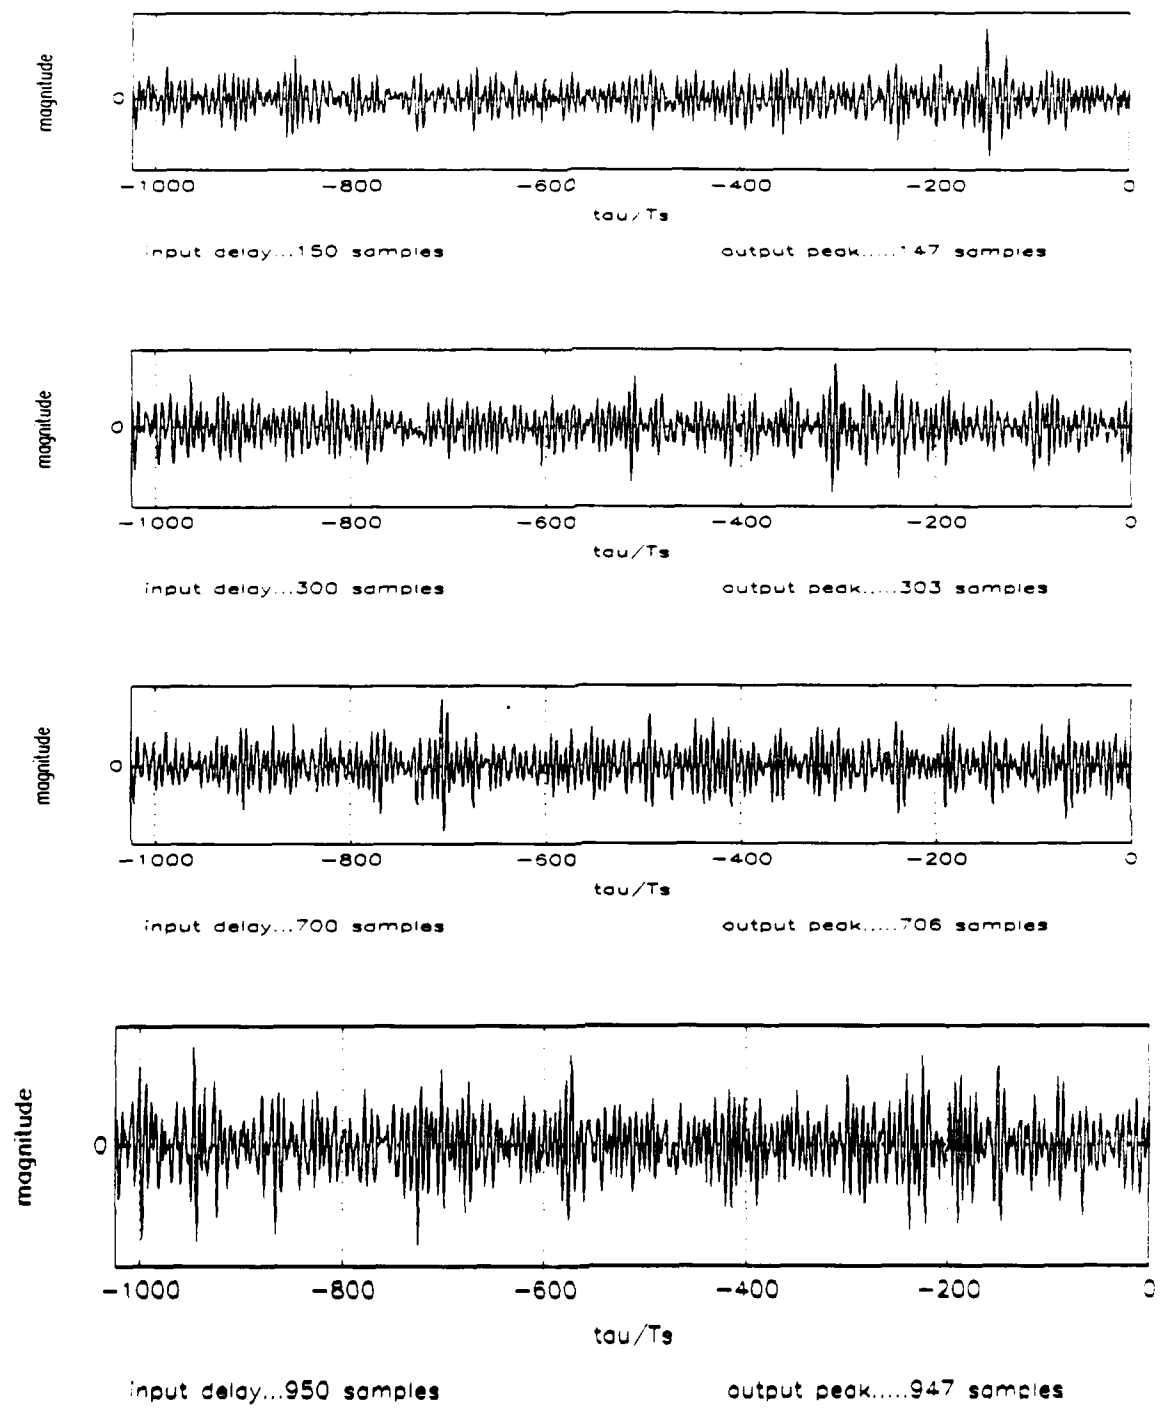 magnitude
0
-1000 -800 -600 -400 -200 0
tau/Ts
input delay...150 samples output peak.....147 samples
magnitude
0
-1000 -800 -600 -400 -200 0
tau/Ts
input delay...300 samples output peak.....303 samples
magnitude
0
-1000 -800 -600 -400 -200 0
tau/Ts
input delay...700 samples output peak.....706 samples
magnitude
0
-1000 -800 -600 -400 -200 0
tau/Ts
input delay...950 samples output peak.....947 samples